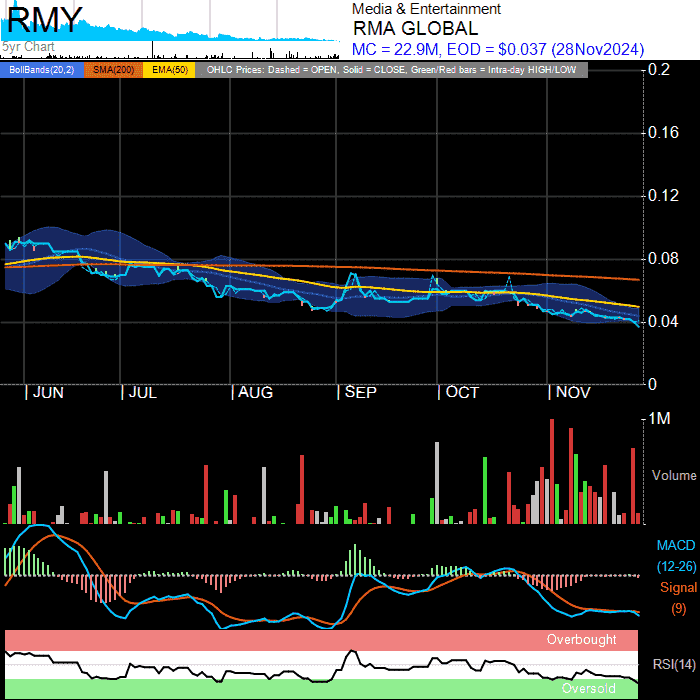 RMY
5yr Chart
Media & Entertainment
RMA GLOBAL
MC = 22.9M, EOD = $0.037 (28Nov2024)
BollBands(20,2) SMA(200) EMA(50) OHLC Prices: Dashed = OPEN, Solid = CLOSE, Green/Red bars = Intra-day HIGH/LOW
0.2
0.16
0.12
0.08
0.04
0
JUN JUL AUG SEP OCT NOV
1M
Volume
MACD
(12-26)
Signal
(9)
Overbought
RSI(14)
Oversold